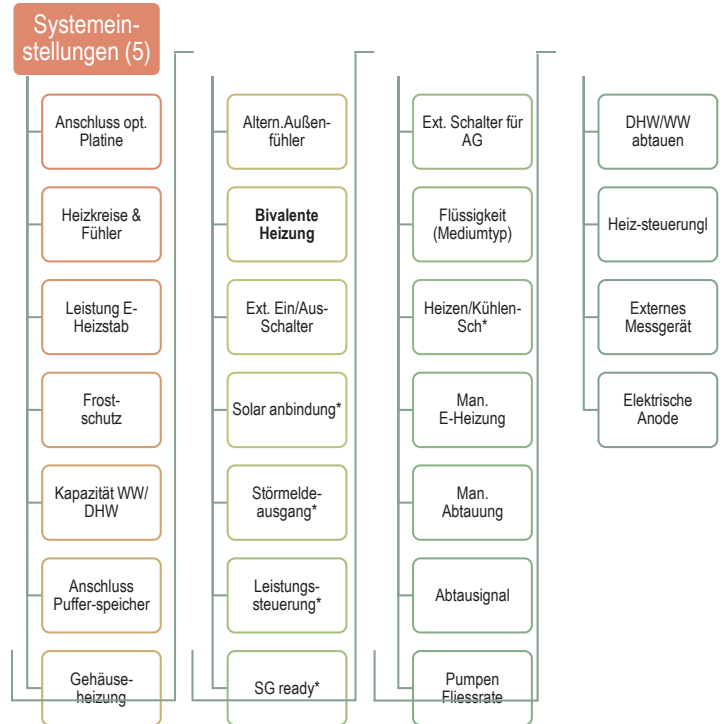 Systemein-
stellungen (5)
Anschluss opt.
Platine
Heizkreise &
Fühler
Leistung E-
Heizstab
Frost-
schutz
Kapazität WW/
DHW
Anschluss
Puffer-speicher
Gehäuse-
heizung
Altern.Außen-
fühler
Bivalente
Heizung
Ext. Ein/Aus-
Schalter
Solar anbindung*
Störmelde-
ausgang*
Leistungs-
steuerung*
SG ready*
Ext. Schalter für
AG
Flüssigkeit
(Mediumtyp)
Heizen/Kühlen-
Sch*
Man.
E-Heizung
Man.
Abtauung
Abtausignal
Pumpen
Fliessrate
DHW/WW
abtauen
Heiz-steuerungl
Externes
Messgerät
Elektrische
Anode